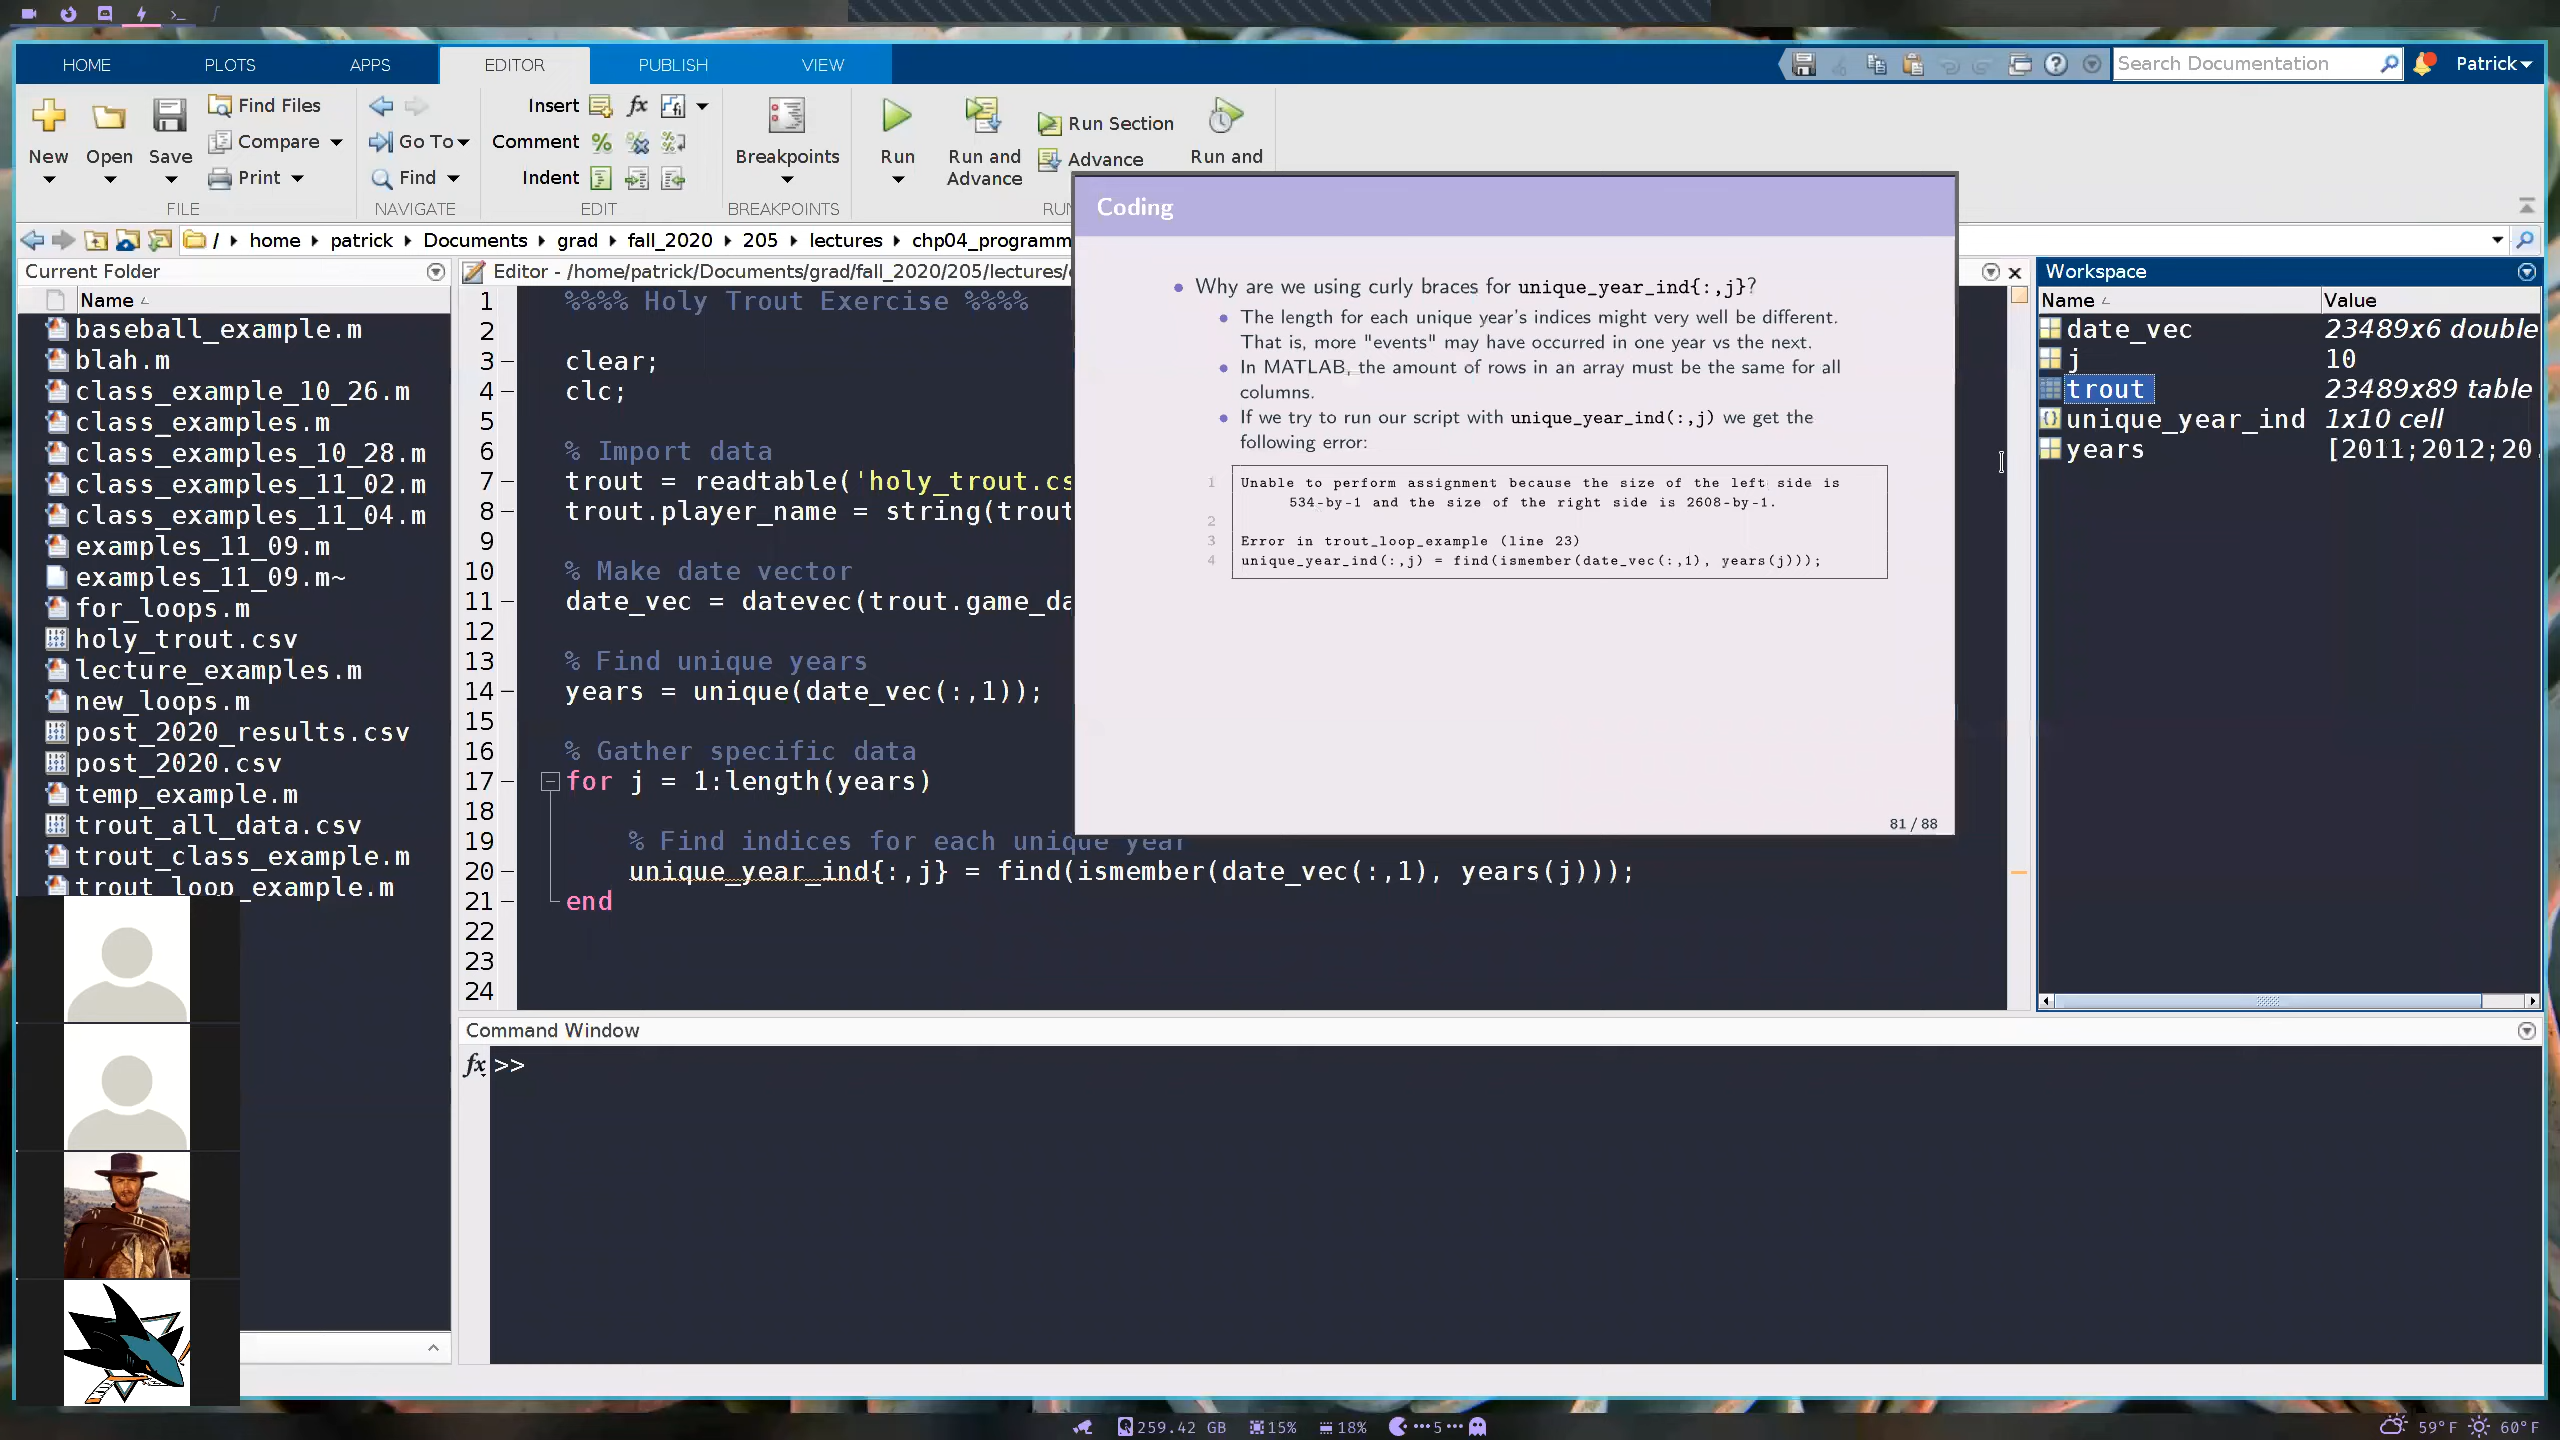 HOME PLOTS APPS EDITOR PUBLISH VIEW Search Documentation Patrick
Find Files Insert fx
Compare Go To Comment Run Section
New Open Save Breakpoints Run Run and Advance Run and
Advance
Print Find Indent
FILE NAVIGATE EDIT BREAKPOINTS RUN
/ home patrick Documents grad fall_2020 205 lectures chp04_programm
Current Folder
Name
baseball_example.m
blah.m
class_example_10_26.m
class_examples.m
class_examples_10_28.m
class_examples_11_02.m
class_examples_11_04.m
examples_11_09.m
examples_11_09.m~
for_loops.m
holy_trout.csv
lecture_examples.m
new_loops.m
post_2020_results.csv
post_2020.csv
temp_example.m
trout_all_data.csv
trout_class_example.m
trout_loop_example.m
Editor - /home/patrick/Documents/grad/fall_2020/205/lectures/
1 %%%% Holy Trout Exercise %%%%
2
3 clear;
4 clc;
5
6 % Import data
7 trout = readtable('holy_trout.cs
8 trout.player_name = string(trout
9
10 % Make date vector
11 date_vec = datevec(trout.game_da
12
13 % Find unique years
14 years = unique(date_vec(:,1));
15
16 % Gather specific data
17 for j = 1:length(years)
18
19 % Find indices for each unique year
20 unique_year_ind{:,j} = find(ismember(date_vec(:,1), years(j)));
21 end
22
23
24
Coding
Why are we using curly braces for unique_year_ind{:,j}?
The length for each unique year's indices might very well be different.
That is, more "events" may have occurred in one year vs the next.
In MATLAB, the amount of rows in an array must be the same for all
columns.
If we try to run our script with unique_year_ind(:,j) we get the
following error:
1 Unable to perform assignment because the size of the left side is
534-by-1 and the size of the right side is 2608-by-1.
2
3 Error in trout_loop_example (line 23)
4 unique_year_ind(:,j) = find(ismember(date_vec(:,1), years(j)));
81 / 88
Workspace
Name Value
date_vec 23489x6 double
j 10
trout 23489x89 table
unique_year_ind 1x10 cell
years [2011;2012;20.
Command Window
fx >>
259.42 GB 15% 18% 5 59°F 60°F